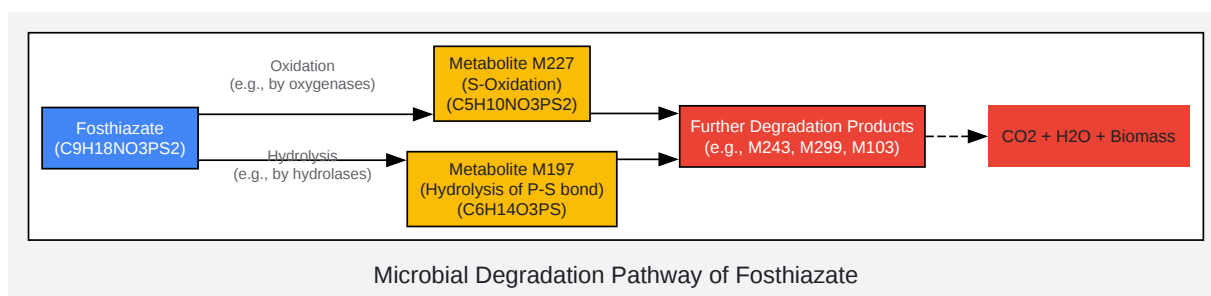 Fosthiazate
(C9H18NO3PS2)
Oxidation
(e.g., by oxygenases)
Hydrolysis
(e.g., by hydrolases)
Metabolite M227
(S-Oxidation)
(C5H10NO3PS2)
Metabolite M197
(Hydrolysis of P-S bond)
(C6H14O3PS)
Further Degradation Products
(e.g., M243, M299, M103)
CO2 + H2O + Biomass
Microbial Degradation Pathway of Fosthiazate